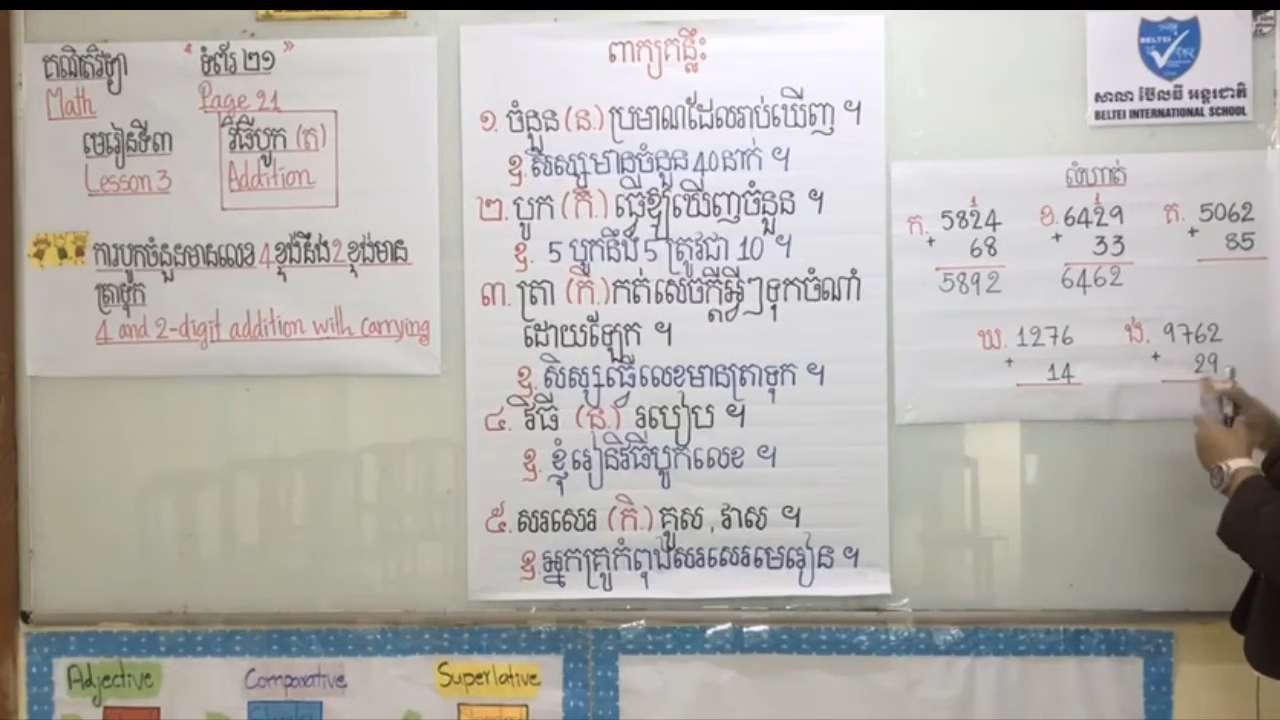 គណិតវិទ្យា
“ ទំព័រ ២១ ”
Math
Page 21
មេរៀនទី៣
វិធីបូក (ត)
Lesson 3
Addition
ការបូកចំនួនមានលេខ 4 ខ្ទង់នឹង 2 ខ្ទង់មាន
ត្រាទុក
4 and 2-digit addition with carrying
ពាក្យគន្លឹះ
១. ចំនួន (ន.) ប្រមាណដែលរាប់ឃើញ ។
ឧ. សិស្សមានចំនួន 40 នាក់ ។
២. បូក (កិ.) ធ្វើឱ្យឃើញចំនួន ។
ឧ. 5 បូកនឹង 5 ត្រូវជា 10 ។
៣. ត្រា (កិ.) កត់សេចក្ដីអ្វីៗទុកចំណាំ
ដោយឡែក ។
ឧ. សិស្សធ្វើលេខមានត្រាទុក ។
៤. វិធី (ន.) របៀប ។
ឧ. ខ្ញុំរៀនវិធីបូកលេខ ។
៥. សរសេរ (កិ.) គូស , វាស ។
ឧ. អ្នកគ្រូកំពុងសរសេរមេរៀន ។
BELTEI
សាលា ប៊ែលធី អន្តរជាតិ
BELTEI INTERNATIONAL SCHOOL
លំហាត់
1
ក. 5824
+ 68
5892
1
ខ. 6429
+ 33
6462
គ. 5062
+ 85
ឃ. 1276
+ 14
ង. 9762
+ 29
Adjective
Comparative
Superlative